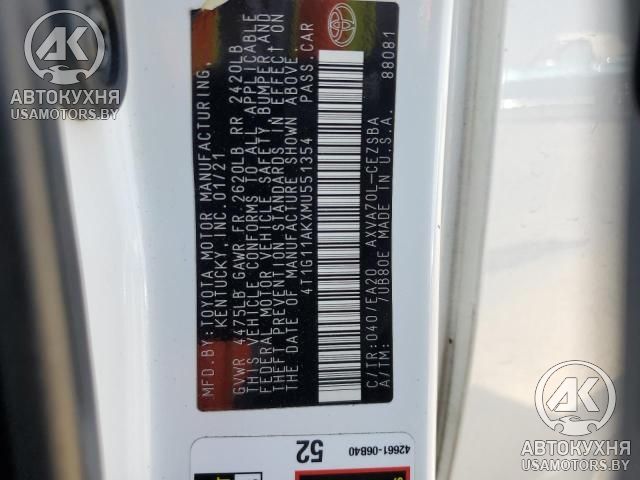 MFD. BY: TOYOTA MOTOR MANUFACTURING,
KENTUCKY, INC. 01/21
GVWR 4475LB GAWR FR. 2620LB RR 2420LB
THIS VEHICLE CONFORMS TO ALL APPLICABLE
FEDERAL MOTOR VEHICLE SAFETY, BUMPER, AND
THEFT PREVENTION STANDARDS IN EFFECT ON
THE DATE OF MANUFACTURE SHOWN ABOVE.
4T1G11AKXMU551354 PASS. CAR
C/TR: 040/EA20 AXVA70L-CEZSBA
A/TM: /UB80E MADE IN U.S.A. 88081
52
42661-06B40
AK
АВТОКУХНЯ
USAMOTORS.BY
AK
АВТОКУХНЯ
USAMOTORS.BY